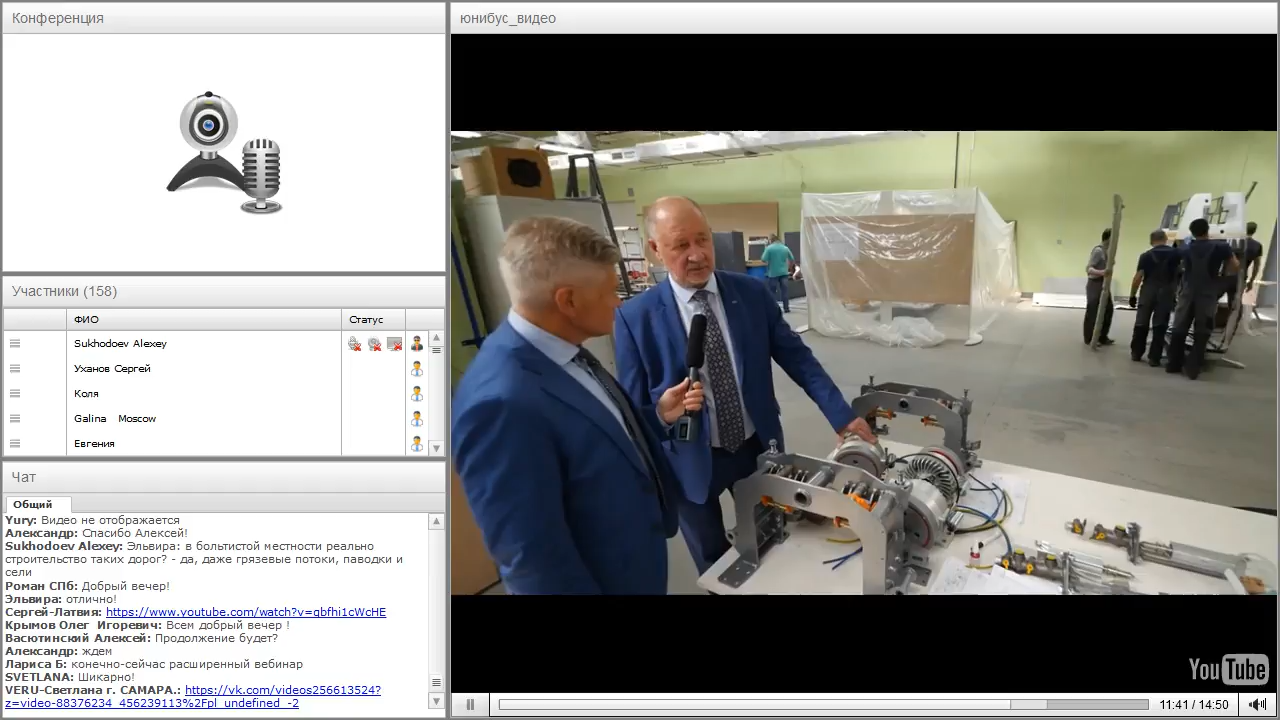 Конференция
юнибус_видео
Участники (158)
ФИО Статус
Sukhodoev Alexey
Уханов Сергей
Коля
Galina Moscow
Евгения
Чат
Общий
Yury: Видео не отображается
Александр: Спасибо Алексей!
Sukhodoev Alexey: Эльвира: в больтистой местности реально
строительство таких дорог? - да, даже грязевые потоки, паводки и
сели
Роман СПб: Добрый вечер!
Эльвира: отлично!
Сергей-Латвия: https://www.youtube.com/watch?v=gbfhi1cWcHE
Крымов Олег Игоревич: Всем добрый вечер !
Васютинский Алексей: Продолжение будет?
Александр: ждем
Лариса Б: конечно-сейчас расширенный вебинар
SVETLANA: Шикарно!
VERU-Светлана г. САМАРА.: https://vk.com/videos256613524?
z=video-88376234_456239113%2Fpl_undefined_-2
YouTube
11:41 / 14:50